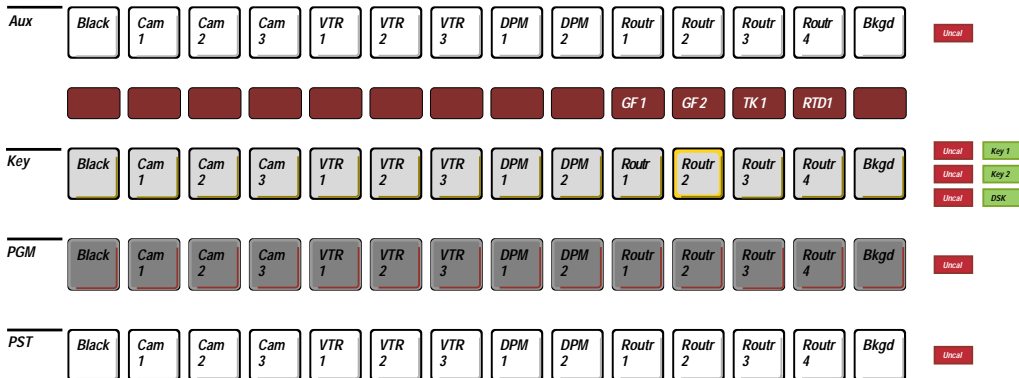 Aux
Black Cam 1 Cam 2 Cam 3 VTR 1 VTR 2 VTR 3 DPM 1 DPM 2 Routr 1 Routr 2 Routr 3 Routr 4 Bkgd Uncal
GF 1 GF 2 TK 1 RTD1
Key
Black Cam 1 Cam 2 Cam 3 VTR 1 VTR 2 VTR 3 DPM 1 DPM 2 Routr 1 Routr 2 Routr 3 Routr 4 Bkgd
Uncal Key 1
Uncal Key 2
Uncal DSK
PGM
Black Cam 1 Cam 2 Cam 3 VTR 1 VTR 2 VTR 3 DPM 1 DPM 2 Routr 1 Routr 2 Routr 3 Routr 4 Bkgd Uncal
PST
Black Cam 1 Cam 2 Cam 3 VTR 1 VTR 2 VTR 3 DPM 1 DPM 2 Routr 1 Routr 2 Routr 3 Routr 4 Bkgd Uncal